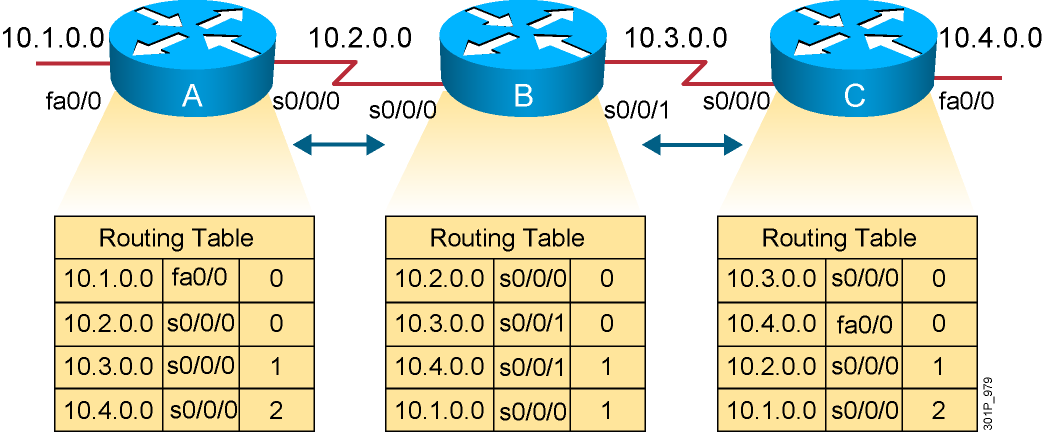 10.1.0.0 10.2.0.0 10.3.0.0 10.4.0.0
A B C
fa0/0 s0/0/0 s0/0/0 s0/0/1 s0/0/0 fa0/0
Routing Table
10.1.0.0 fa0/0 0
10.2.0.0 s0/0/0 0
10.3.0.0 s0/0/0 1
10.4.0.0 s0/0/0 2
Routing Table
10.2.0.0 s0/0/0 0
10.3.0.0 s0/0/1 0
10.4.0.0 s0/0/1 1
10.1.0.0 s0/0/0 1
Routing Table
10.3.0.0 s0/0/0 0
10.4.0.0 fa0/0 0
10.2.0.0 s0/0/0 1
10.1.0.0 s0/0/0 2
301P_979